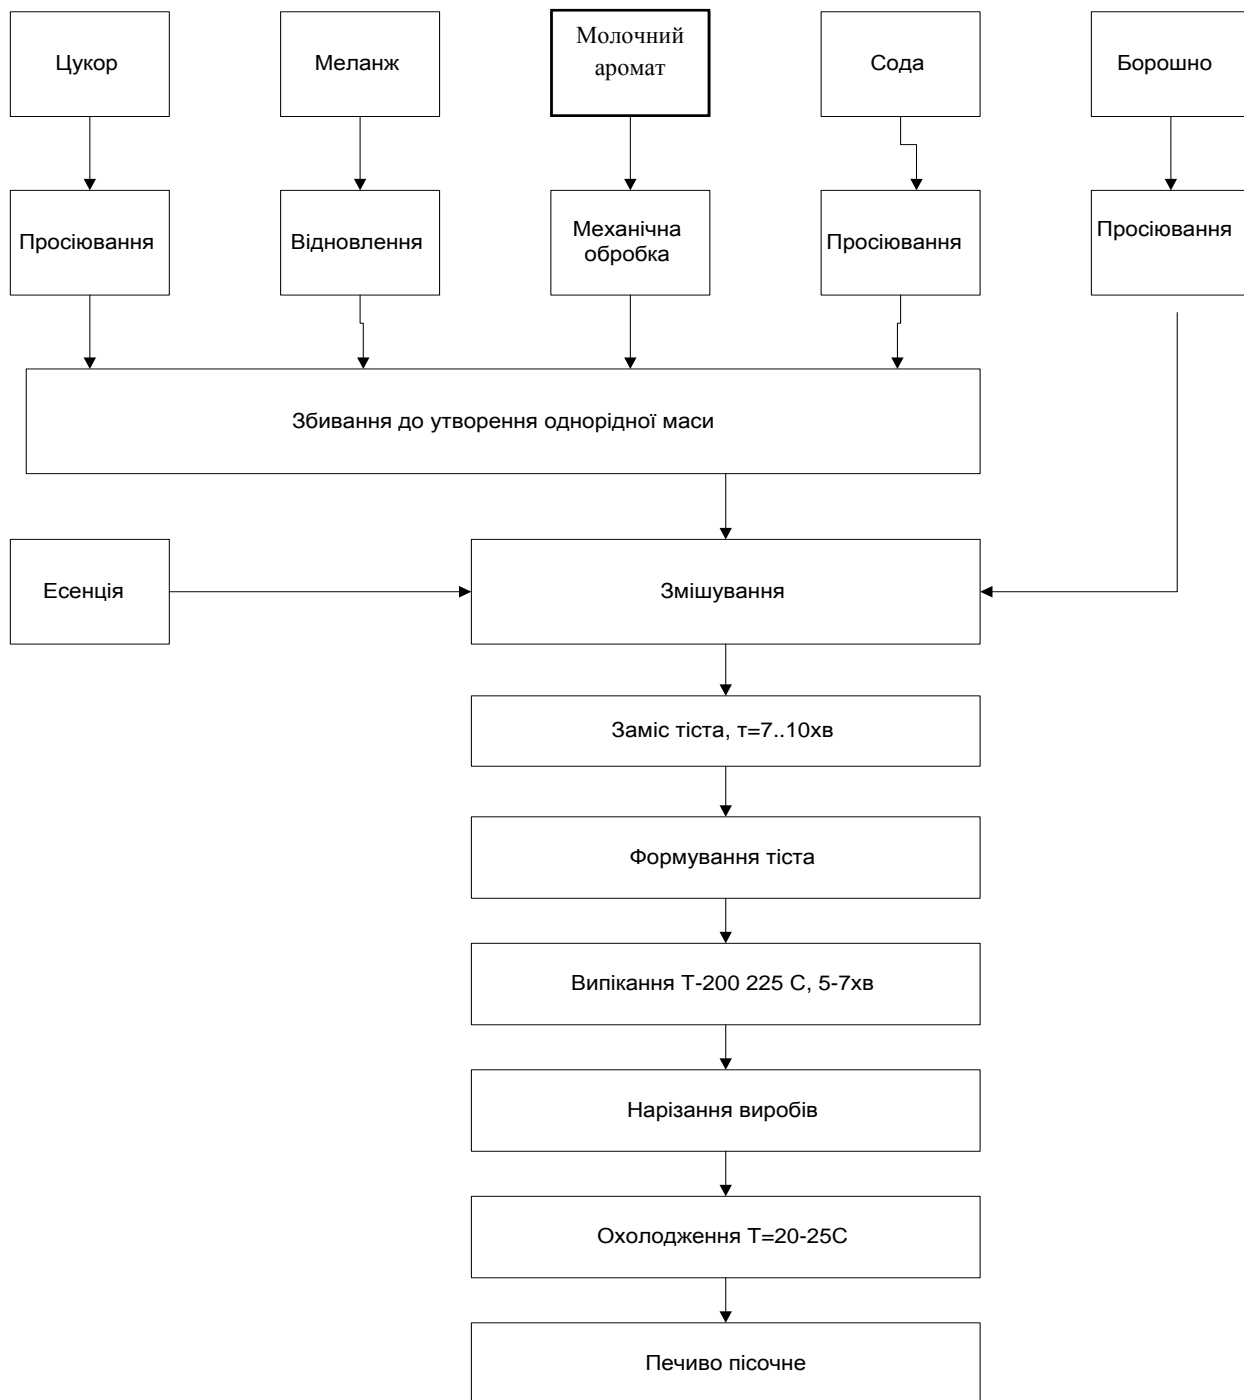 Цукор
Меланж
Молочний
аромат
Сода
Борошно
Просіювання
Відновлення
Механічна
обробка
Просіювання
Просіювання
Збивання до утворення однорідної маси
Есенція
Змішування
Заміс тіста, т=7..10хв
Формування тіста
Випікання Т-200 225 С, 5-7хв
Нарізання виробів
Охолодження Т=20-25С
Печиво пісочне